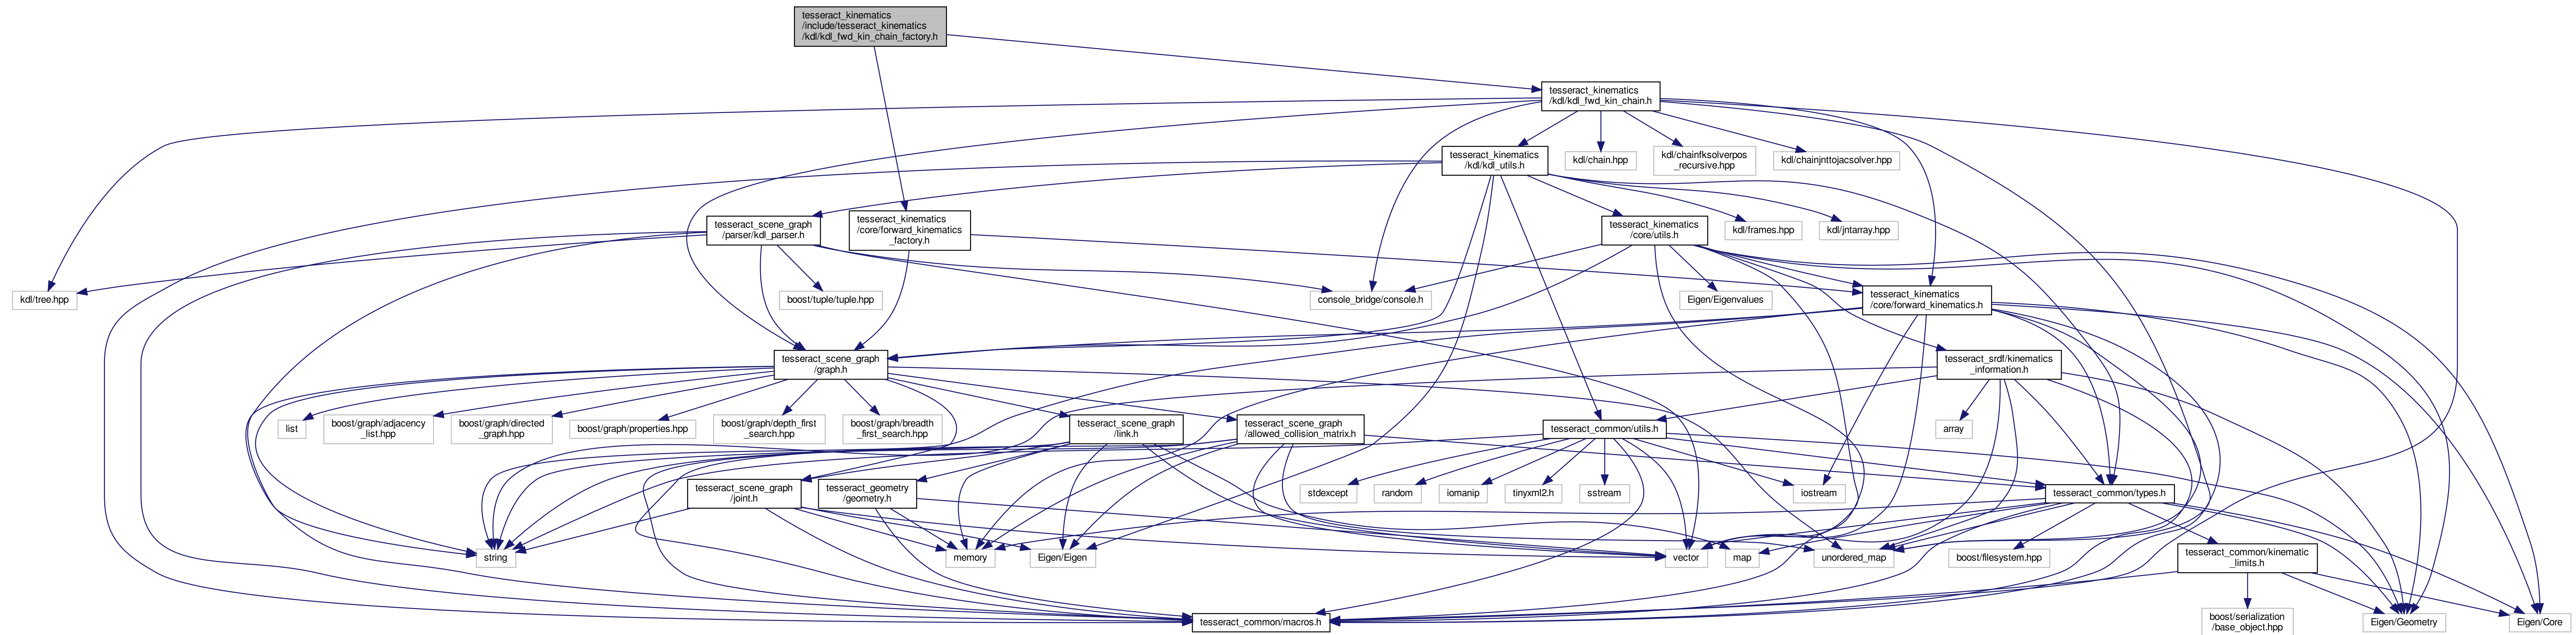 tesseract_kinematics
/include/tesseract_kinematics
/kdl/kdl_fwd_kin_chain_factory.h
tesseract_kinematics
/kdl/kdl_fwd_kin_chain.h
tesseract_kinematics
/kdl/kdl_utils.h
kdl/chain.hpp
kdl/chainfksolverpos
_recursive.hpp
kdl/chainjnttojacsolver.hpp
tesseract_scene_graph
/parser/kdl_parser.h
tesseract_kinematics
/core/forward_kinematics
_factory.h
tesseract_kinematics
/core/utils.h
kdl/frames.hpp
kdl/jntarray.hpp
kdl/tree.hpp
boost/tuple/tuple.hpp
console_bridge/console.h
Eigen/Eigenvalues
tesseract_kinematics
/core/forward_kinematics.h
tesseract_scene_graph
/graph.h
tesseract_srdf/kinematics
_information.h
list
boost/graph/adjacency
_list.hpp
boost/graph/directed
_graph.hpp
boost/graph/properties.hpp
boost/graph/depth_first
_search.hpp
boost/graph/breadth
_first_search.hpp
tesseract_scene_graph
/link.h
tesseract_scene_graph
/allowed_collision_matrix.h
tesseract_common/utils.h
array
tesseract_scene_graph
/joint.h
tesseract_geometry
/geometry.h
stdexcept
random
iomanip
tinyxml2.h
sstream
iostream
tesseract_common/types.h
string
memory
Eigen/Eigen
vector
map
unordered_map
boost/filesystem.hpp
tesseract_common/kinematic
_limits.h
tesseract_common/macros.h
boost/serialization
/base_object.hpp
Eigen/Geometry
Eigen/Core